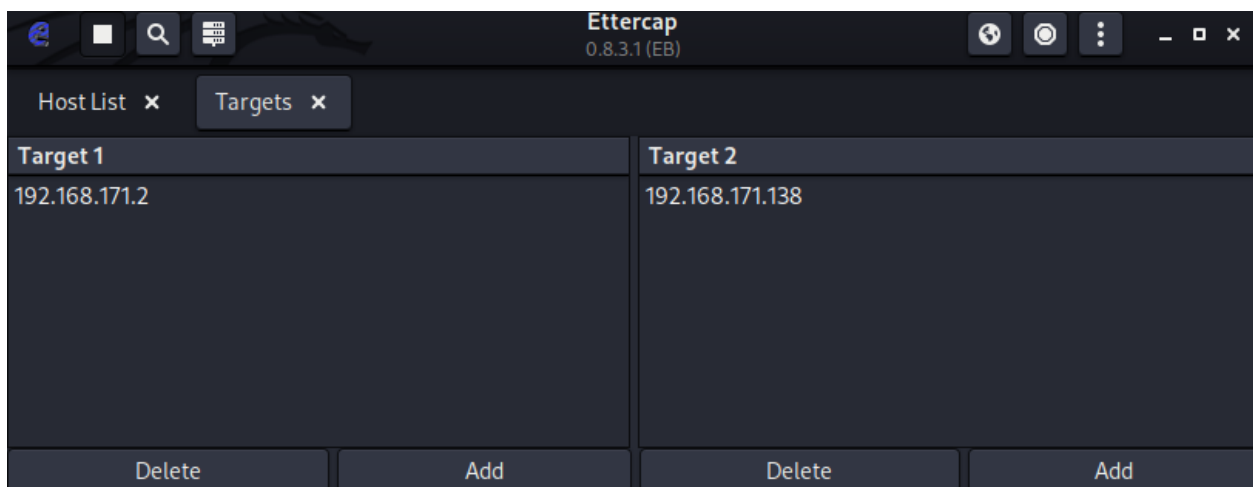 Ettercap
0.8.3.1 (EB)
Host List Targets
Target 1 Target 2
192.168.171.2 192.168.171.138
Delete Add Delete Add